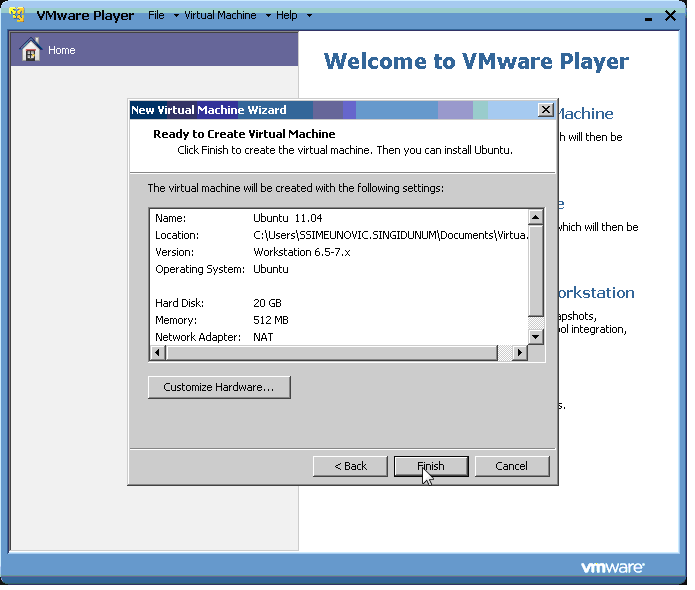 VMware Player File Virtual Machine Help
Home
Welcome to VMware Player
Machine
h will then be
e
which will then be
orkstation
apshots,
ol integration,
s.
New Virtual Machine Wizard
Ready to Create Virtual Machine
Click Finish to create the virtual machine. Then you can install Ubuntu.
The virtual machine will be created with the following settings:
Name: Ubuntu 11.04
Location: C:\Users\SSIMEUNOVIC.SINGIDUNUM\Documents\Virtua.
Version: Workstation 6.5-7.x
Operating System: Ubuntu
Hard Disk: 20 GB
Memory: 512 MB
Network Adapter: NAT
Customize Hardware...
< Back Finish Cancel
vmware